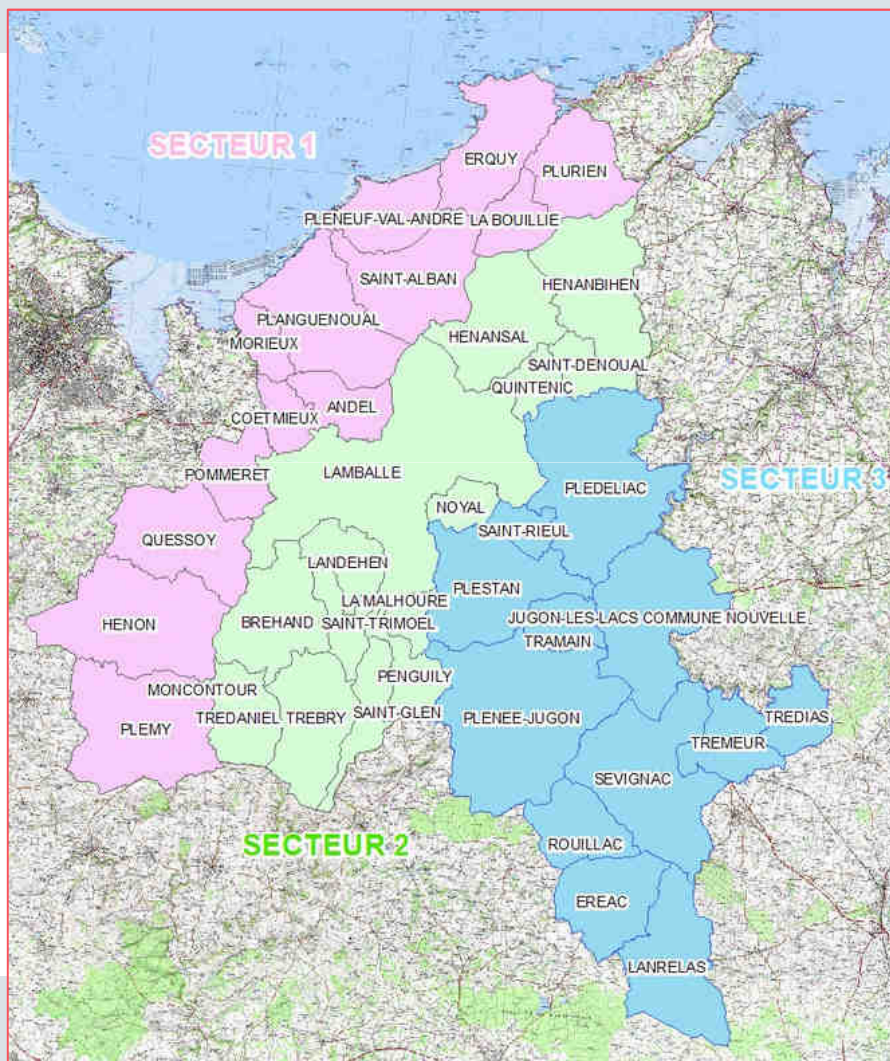 SECTEUR 1
ERQUY
PLURIEN
PLENEUF-VAL-ANDRE
LA BOUILLIE
SAINT-ALBAN
HENANBIHEN
PLANGUENOUAL
MORIEUX
HENANSAL
SAINT-DENOUAL
QUINTENIC
ANDEL
COETMIEUX
POMMERET
LAMBALLE
SECTEUR 3
PLEDELIAC
NOYAL
QUESSOY
SAINT-RIEUL
LANDEHEN
PLESTAN
LA MALHOURE
HENON
BREHAND
SAINT-TRIMOEL
JUGON-LES-LACS COMMUNE NOUVELLE
TRAMAIN
PENGUILY
MONCONTOUR
SAINT-GLEN
TREDANIEL
TREBRY
PLENEE-JUGON
PLEMY
TREDIAS
TREMEUR
SEVIGNAC
SECTEUR 2
ROUILLAC
EREAC
LANRELAS